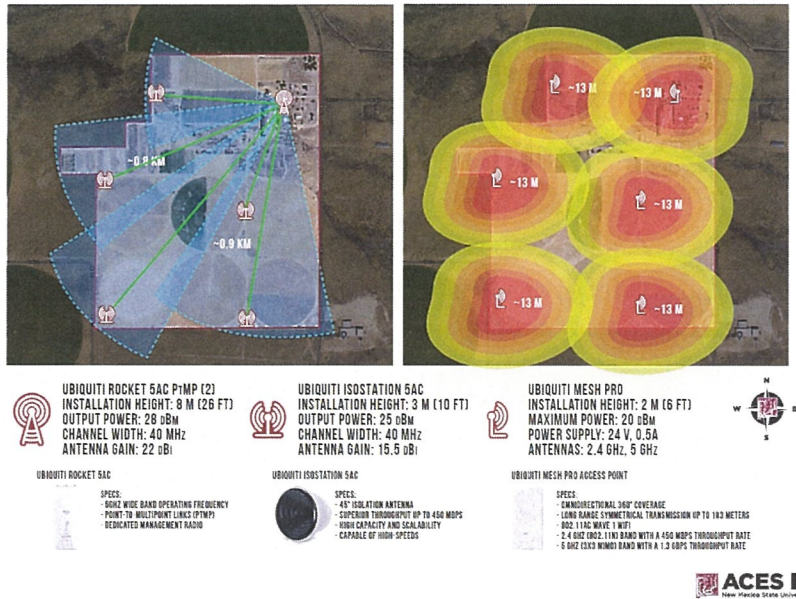 ~0.8 KM
~0.9 KM
~13 M
~13 M
~13 M
~13 M
~13 M
~13 M
UBIQUITI ROCKET 5AC PTMP (2)
INSTALLATION HEIGHT: 8 M (26 FT)
OUTPUT POWER: 28 DBM
CHANNEL WIDTH: 40 MHZ
ANTENNA GAIN: 22 DBI
UBIQUITI ISOSTATION 5AC
INSTALLATION HEIGHT: 3 M (10 FT)
OUTPUT POWER: 25 DBM
CHANNEL WIDTH: 40 MHZ
ANTENNA GAIN: 15.5 DBI
UBIQUITI MESH PRO
INSTALLATION HEIGHT: 2 M (6 FT)
MAXIMUM POWER: 20 DBM
POWER SUPPLY: 24 V, 0.5A
ANTENNAS: 2.4 GHZ, 5 GHZ
N
W
E
S
UBIQUITI ROCKET 5AC
SPECS:
- 5GHZ WIDE BAND OPERATING FREQUENCY
- POINT-TO-MULTIPOINT LINKS (PTMP)
- DEDICATED MANAGEMENT RADIO
UBIQUITI ISOSTATION 5AC
SPECS:
- 45° ISOLATION ANTENNA
- SUPERIOR THROUGHPUT UP TO 450 MBPS
- HIGH CAPACITY AND SCALABILITY
- CAPABLE OF HIGH-SPEEDS
UBIQUITI MESH PRO ACCESS POINT
SPECS:
- OMNIDIRECTIONAL 360° COVERAGE
- LONG RANGE SYMMETRICAL TRANSMISSION UP TO 183 METERS
- 802.11AC WAVE 1 WIFI
- 2.4 GHZ (802.11N) BAND WITH A 450 MBPS THROUGHPUT RATE
- 5 GHZ (3X3 MIMO) BAND WITH A 1.3 GBPS THROUGHPUT RATE
ACES
New Mexico State